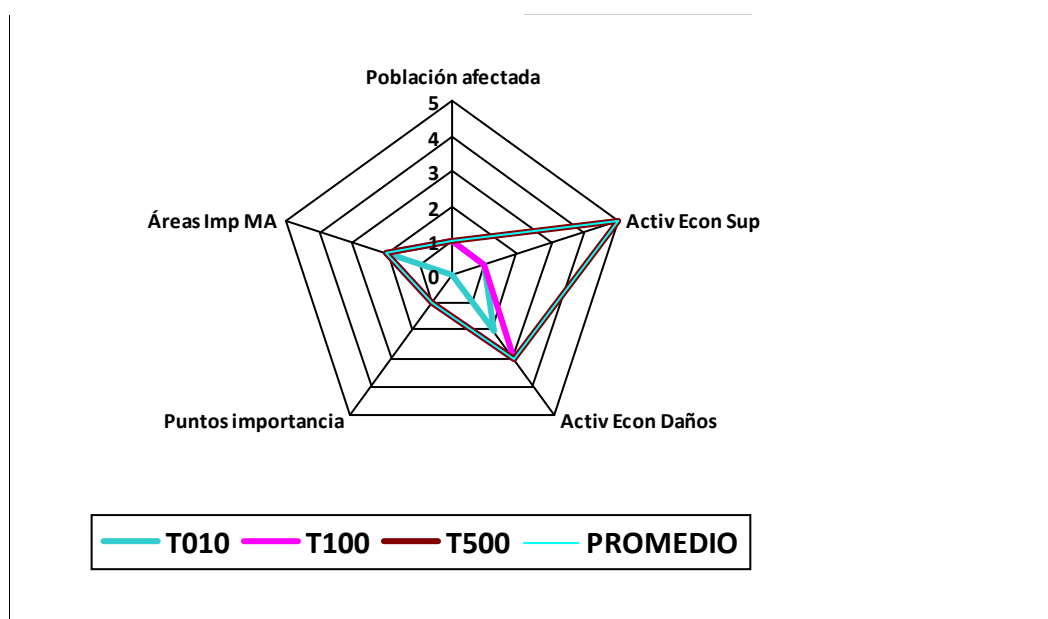 Población afectada
5
4
3
2
1
0
Áreas Imp MA
Activ Econ Sup
Puntos importancia
Activ Econ Daños
T010 T100 T500 PROMEDIO